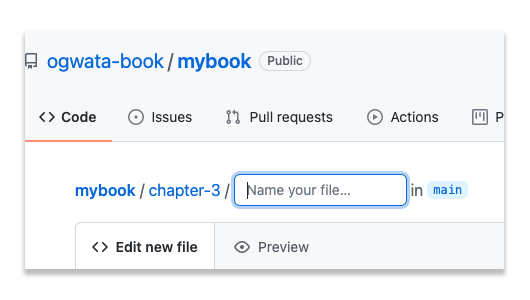 ogwata-book / mybook Public
Code Issues Pull requests Actions P
mybook / chapter-3 / Name your file... in main
Edit new file Preview